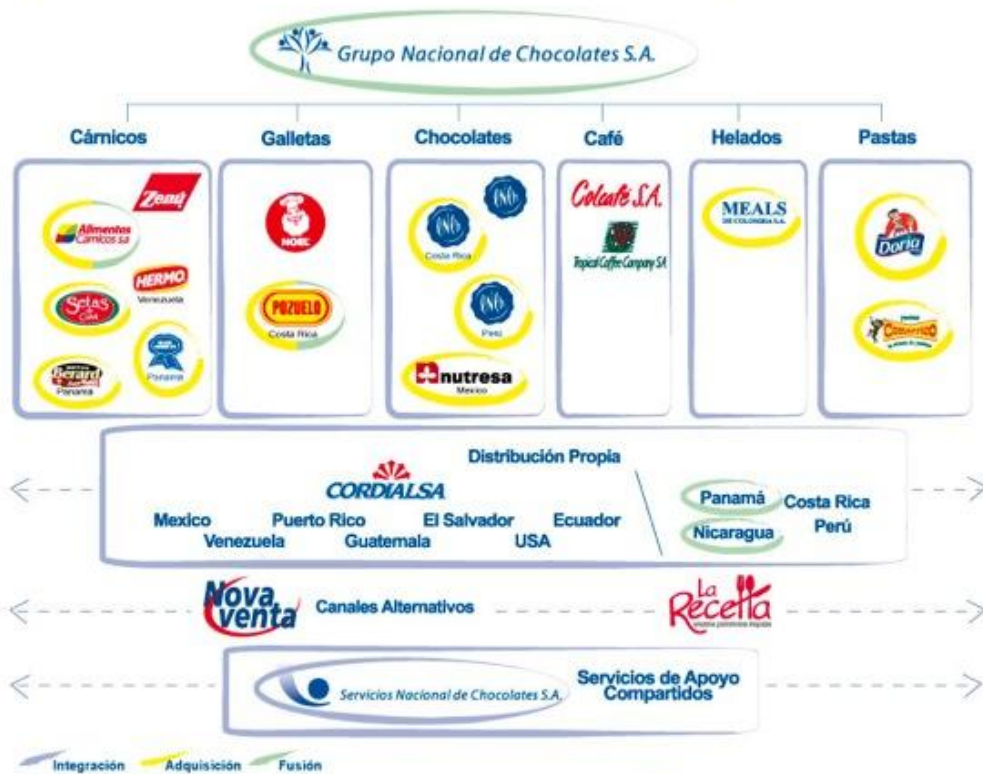 Grupo Nacional de Chocolates S.A.
Cárnicos
Galletas
Chocolates
Café
Helados
Pastas
Zenú
Alimentos
Cárnicos sa
HERMO
Venezuela
Setas
Panamá
Berard
Panamá
NOEL
POZUELO
Costa Rica
Costa Rica
Perú
nutresa
Mexico
Colcafé S.A.
Tropical Coffee Company SA
MEALS
DE COLOMBIA S.A.
Doria
Comarrico
Distribución Propia
CORDIALSA
Mexico
Puerto Rico
El Salvador
Ecuador
Venezuela
Guatemala
USA
Panamá
Costa Rica
Nicaragua
Perú
Nova
venta
Canales Alternativos
La
Recetta
Servicios Nacional de Chocolates S.A.
Servicios de Apoyo
Compartidos
Integración
Adquisición
Fusión